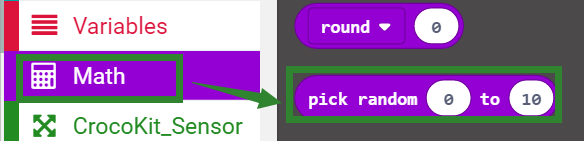 Variables
Math
CrocoKit_Sensor
round 0
pick random 0 to 10